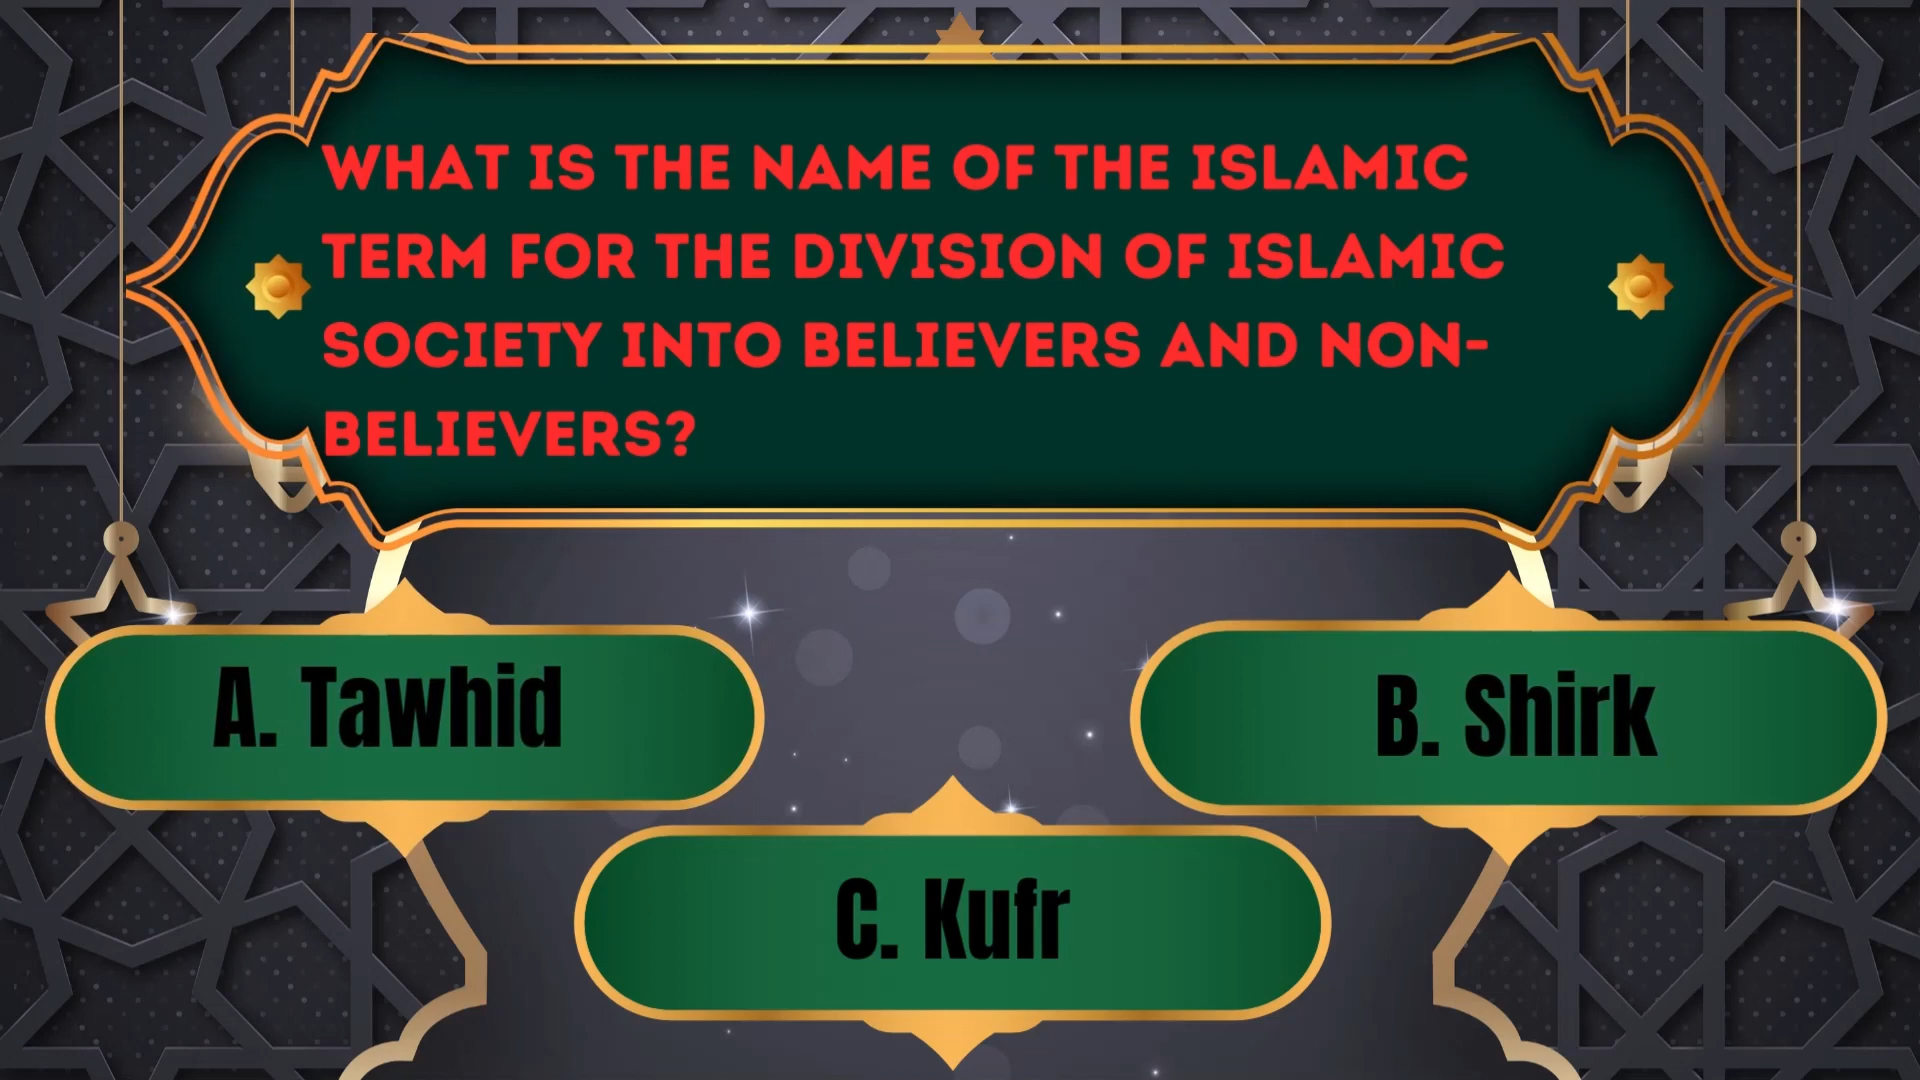 WHAT IS THE NAME OF THE ISLAMIC
TERM FOR THE DIVISION OF ISLAMIC
SOCIETY INTO BELIEVERS AND NON-
BELIEVERS?
A. Tawhid
B. Shirk
C. Kufr